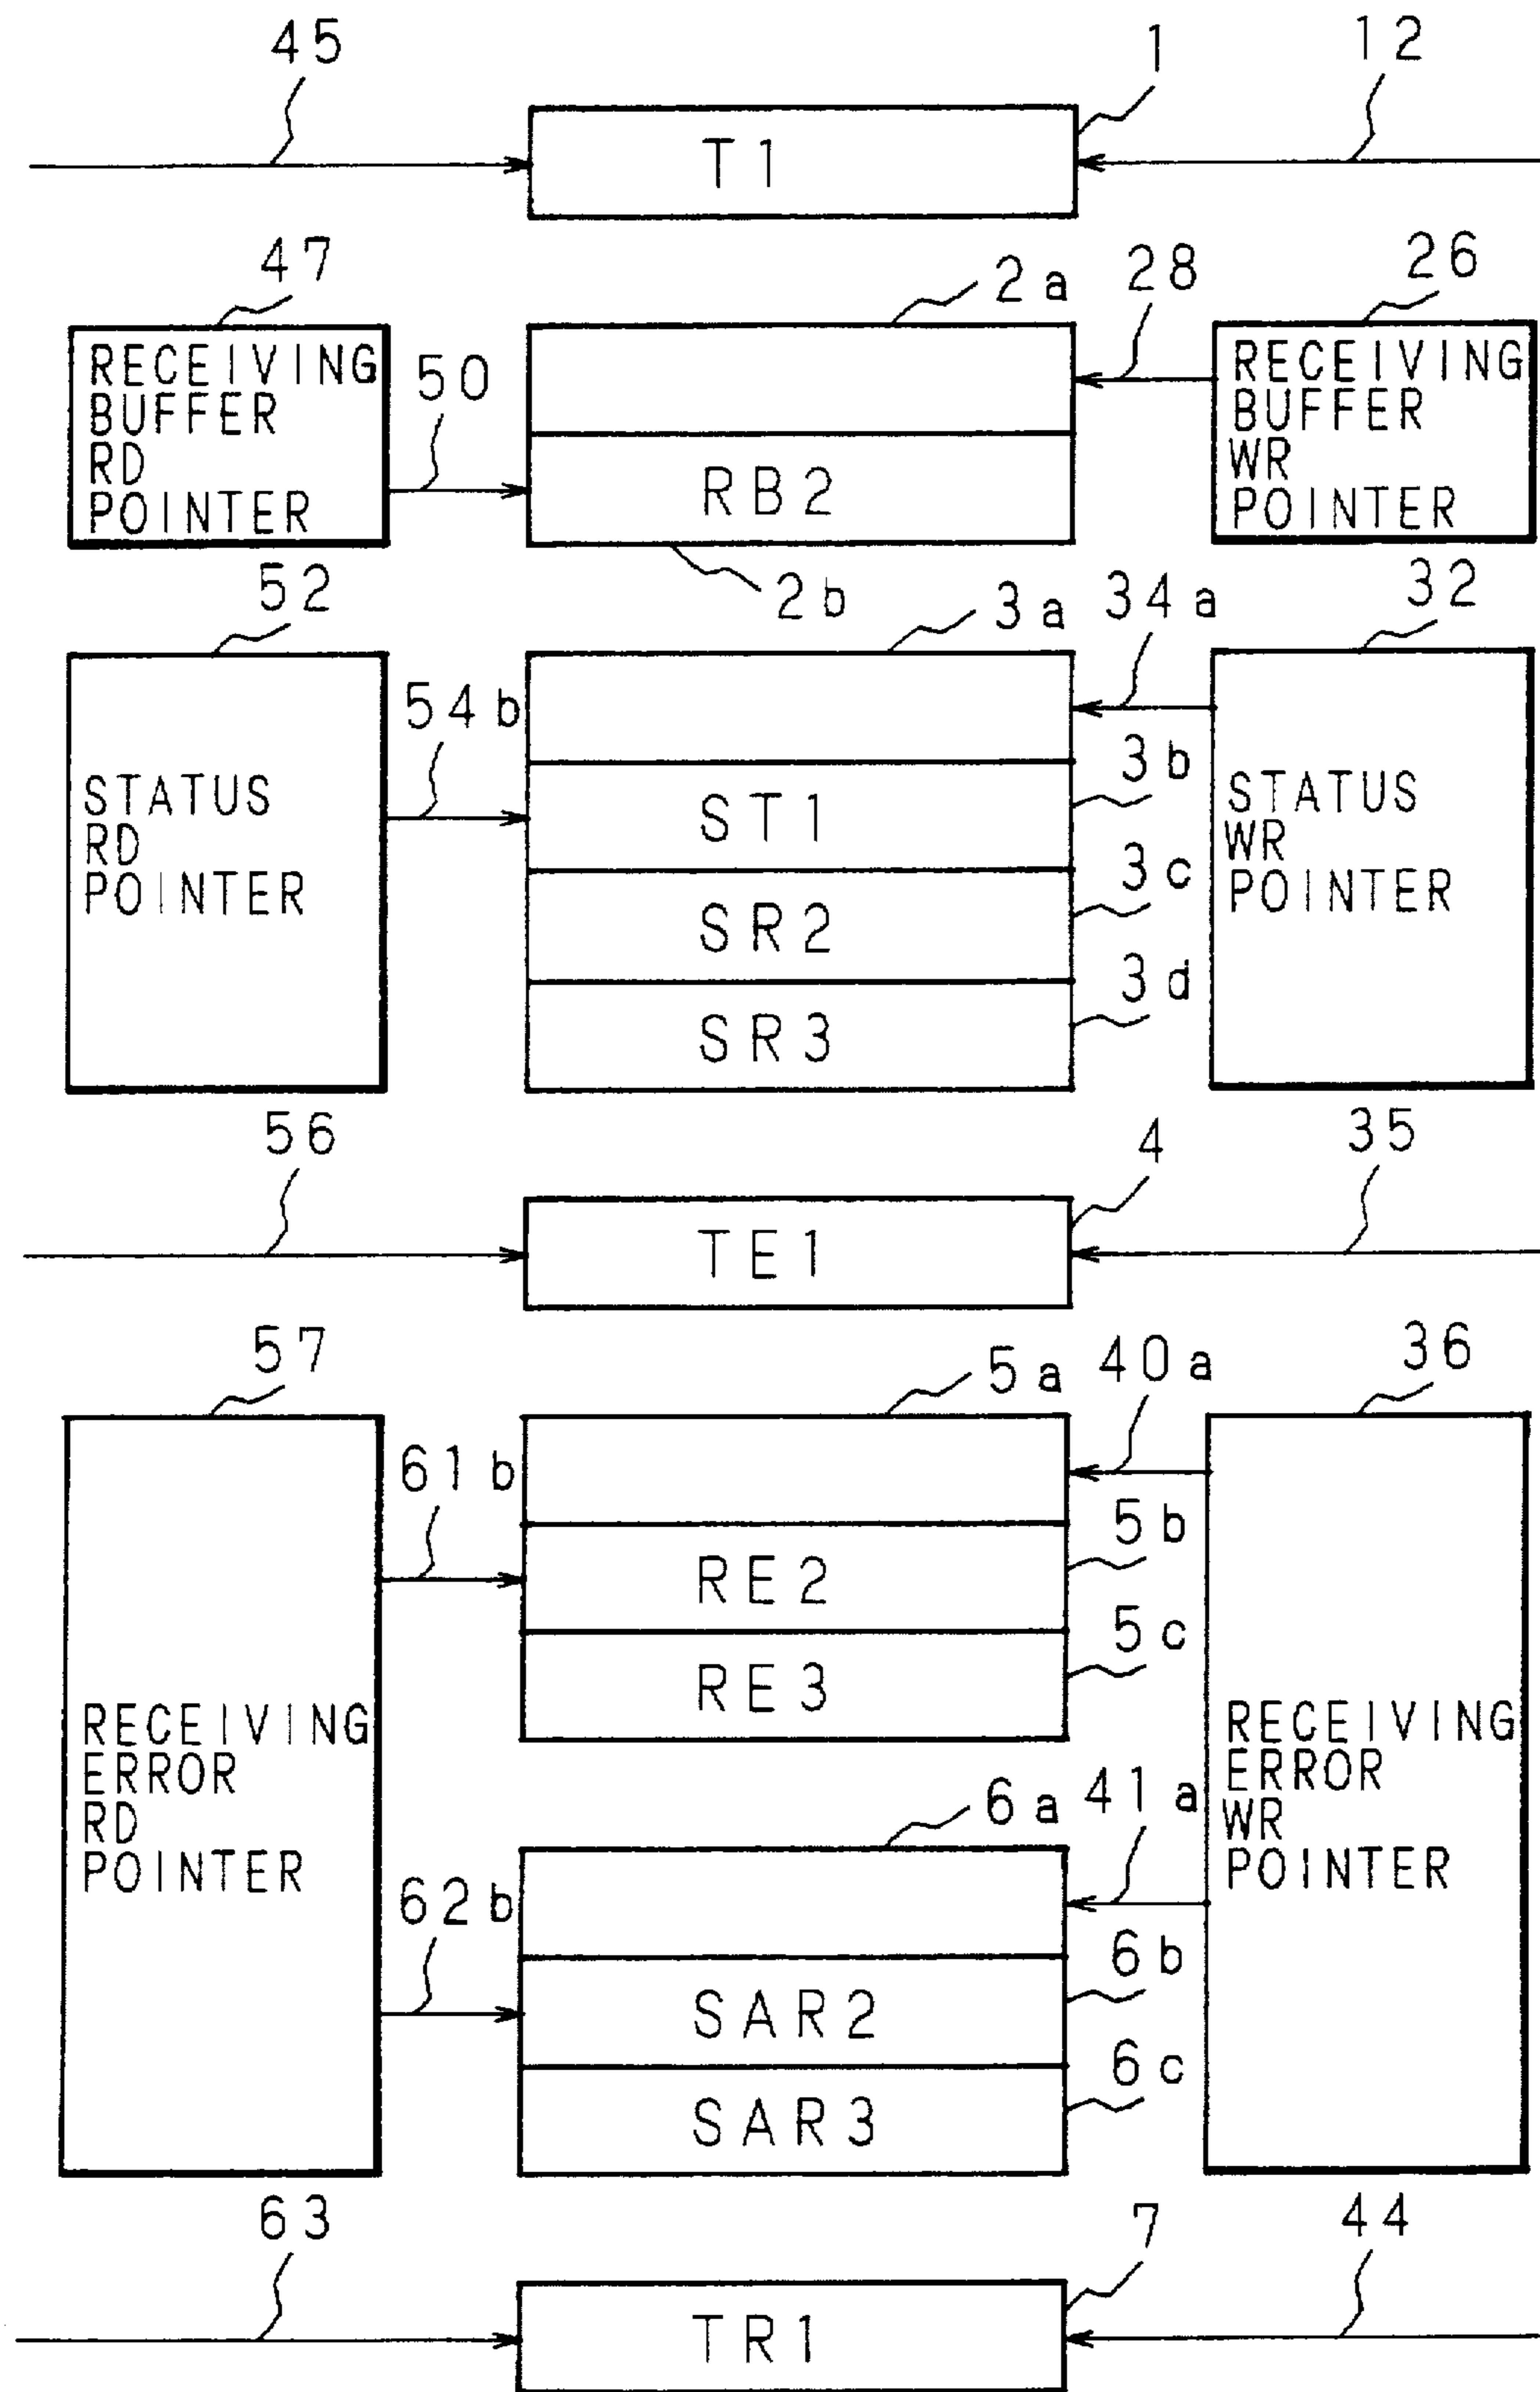 45
1
12
T1
47
2a
28
26
RECEIVING
BUFFER
RD
POINTER
50
RB2
RECEIVING
BUFFER
WR
POINTER
2b
52
3a
34a
32
54b
3b
STATUS
RD
POINTER
ST1
STATUS
WR
POINTER
3c
SR2
3d
SR3
56
4
35
TE1
57
5a
40a
36
61b
5b
RE2
5c
RE3
RECEIVING
ERROR
RD
POINTER
RECEIVING
ERROR
WR
POINTER
6a
41a
62b
6b
SAR2
6c
SAR3
63
7
44
TR1